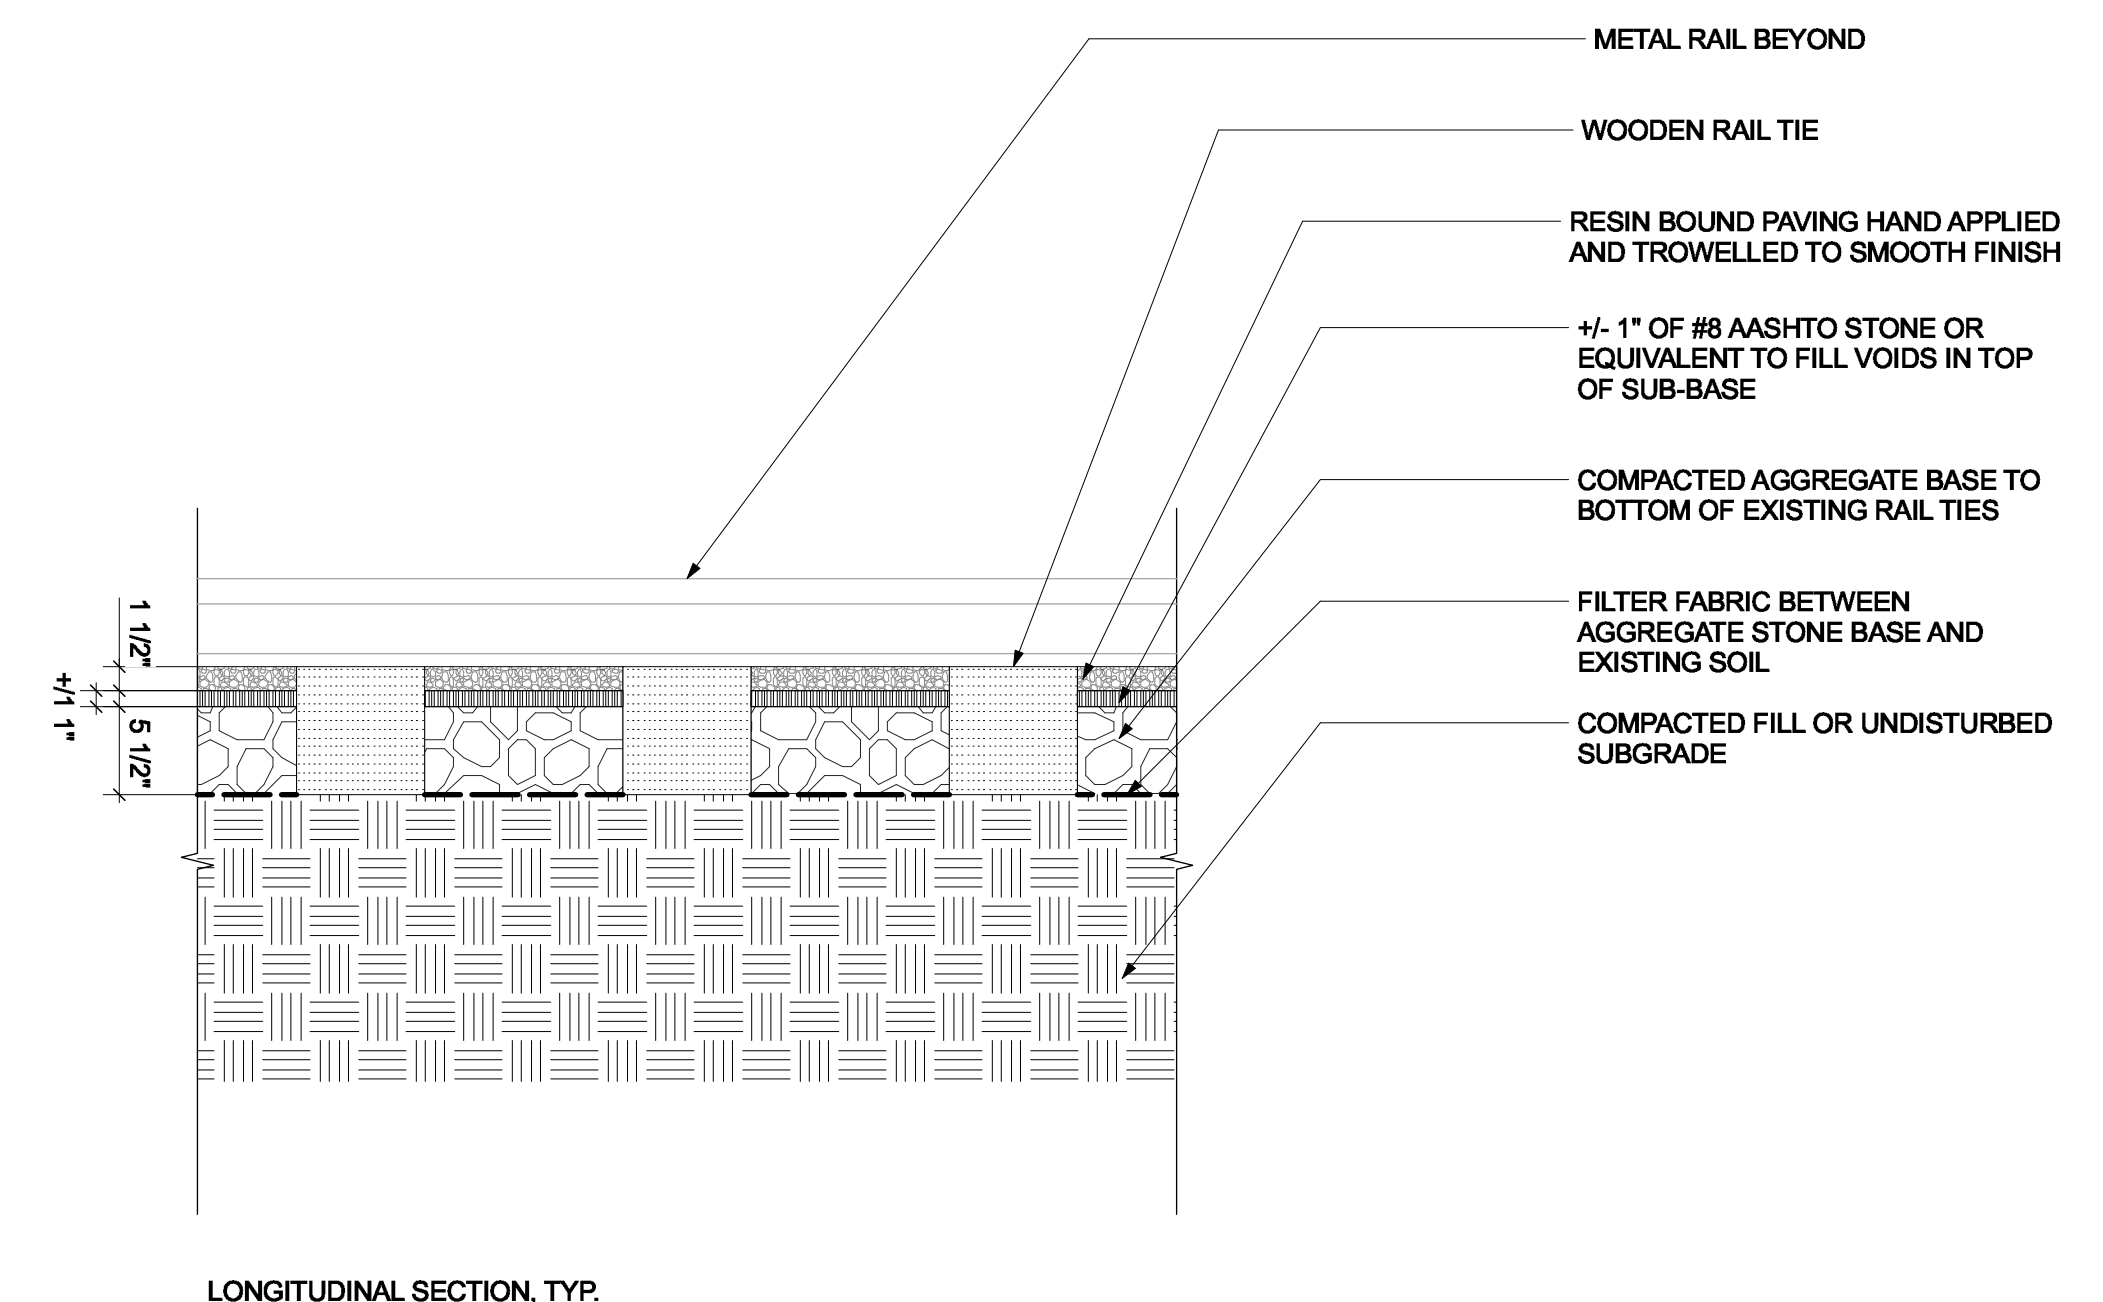 METAL RAIL BEYOND
WOODEN RAIL TIE
RESIN BOUND PAVING HAND APPLIED
AND TROWELLED TO SMOOTH FINISH
+/- 1" OF #8 AASHTO STONE OR
EQUIVALENT TO FILL VOIDS IN TOP
OF SUB-BASE
COMPACTED AGGREGATE BASE TO
BOTTOM OF EXISTING RAIL TIES
FILTER FABRIC BETWEEN
AGGREGATE STONE BASE AND
EXISTING SOIL
COMPACTED FILL OR UNDISTURBED
SUBGRADE
1 1/2"
+/1 1"
5 1/2"
LONGITUDINAL SECTION, TYP.